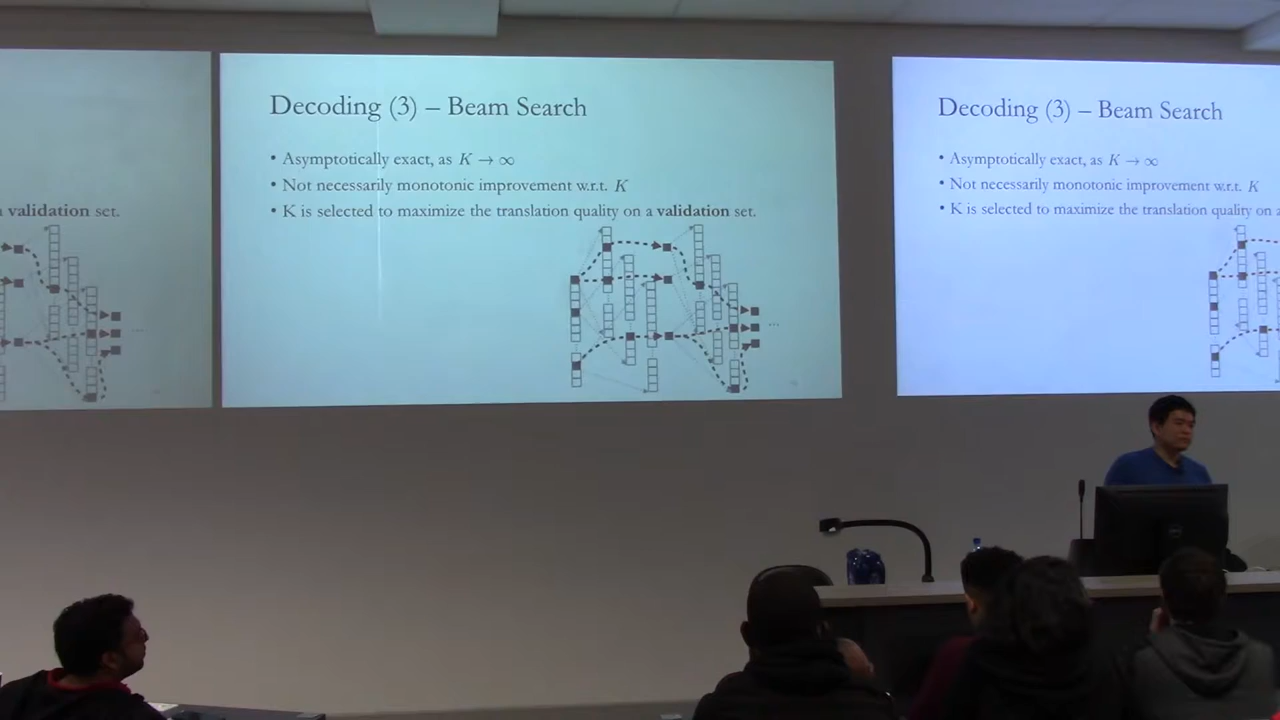 a validation set.
Decoding (3) – Beam Search
• Asymptotically exact, as K → ∞
• Not necessarily monotonic improvement w.r.t. K
• K is selected to maximize the translation quality on a validation set.
...
Decoding (3) – Beam Search
• Asymptotically exact, as K → ∞
• Not necessarily monotonic improvement w.r.t. K
• K is selected to maximize the translation quality on a